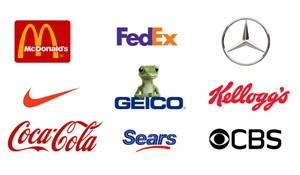 McDonald's
®
FedEx
GEICO®
Kellogg's
Coca-Cola
Sears
CBS